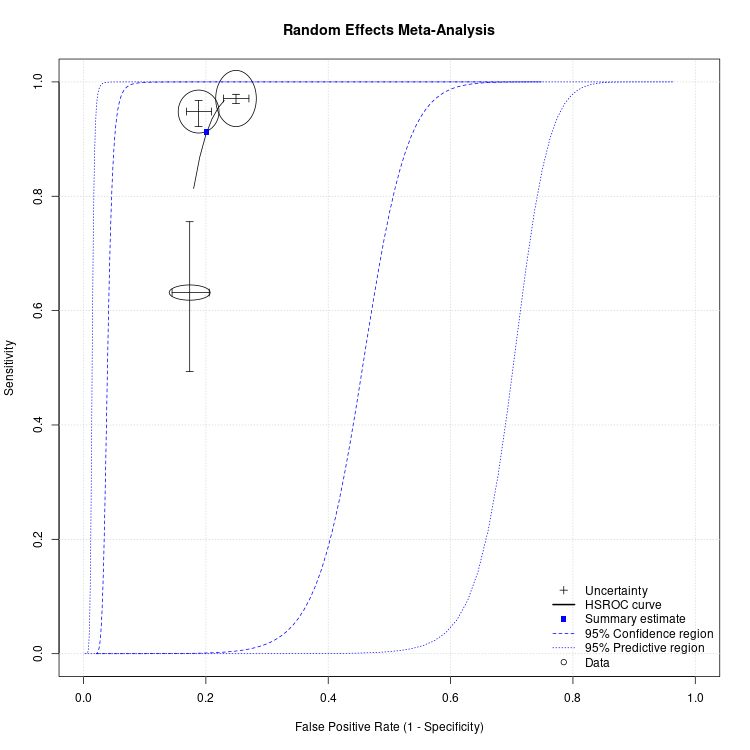 Random Effects Meta-Analysis
1.0
0.8
0.6
0.4
0.2
0.0
Sensitivity
Uncertainty
HSROC curve
Summary estimate
95% Confidence region
95% Predictive region
Data
0.0 0.2 0.4 0.6 0.8 1.0
False Positive Rate (1 - Specificity)